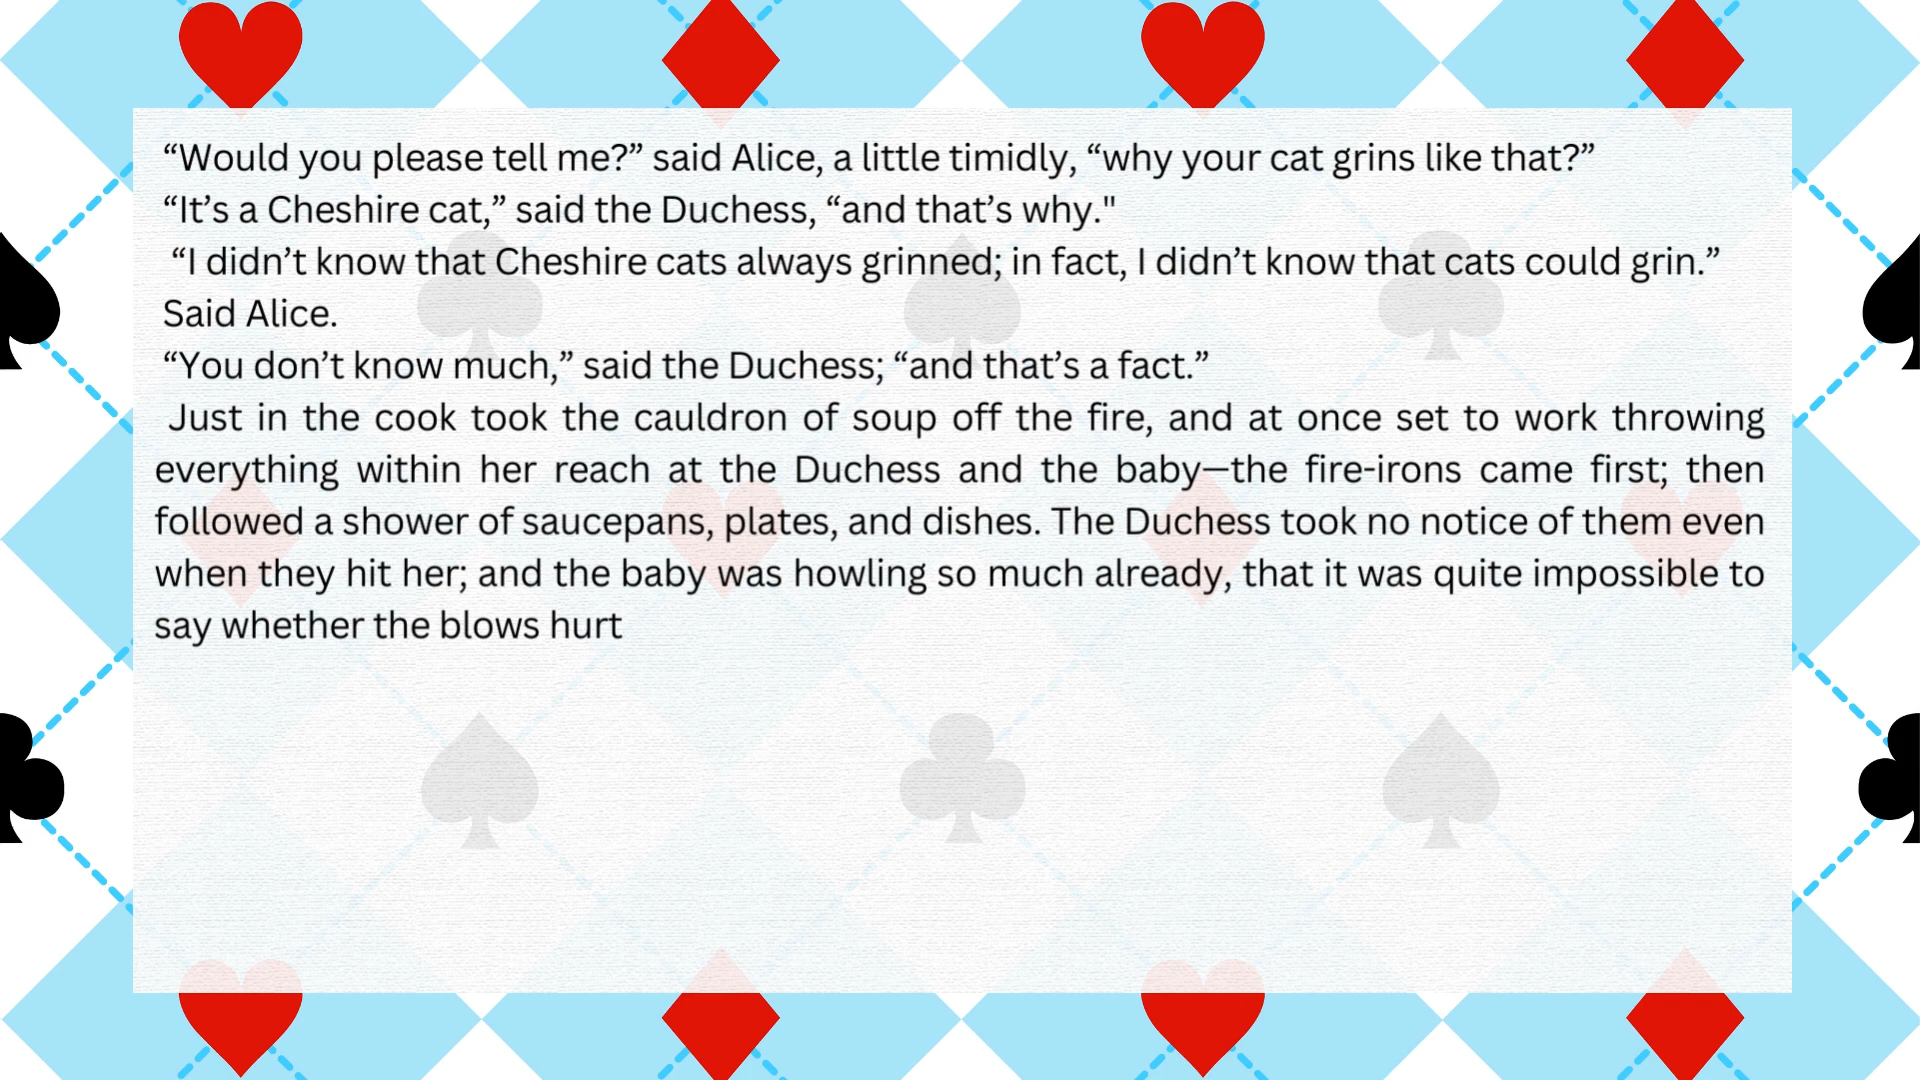 “Would you please tell me?” said Alice, a little timidly, “why your cat grins like that?”
“It’s a Cheshire cat,” said the Duchess, “and that’s why."
“I didn’t know that Cheshire cats always grinned; in fact, I didn’t know that cats could grin.”
Said Alice.
“You don’t know much,” said the Duchess; “and that’s a fact.”
Just in the cook took the cauldron of soup off the fire, and at once set to work throwing
everything within her reach at the Duchess and the baby—the fire-irons came first; then
followed a shower of saucepans, plates, and dishes. The Duchess took no notice of them even
when they hit her; and the baby was howling so much already, that it was quite impossible to
say whether the blows hurt